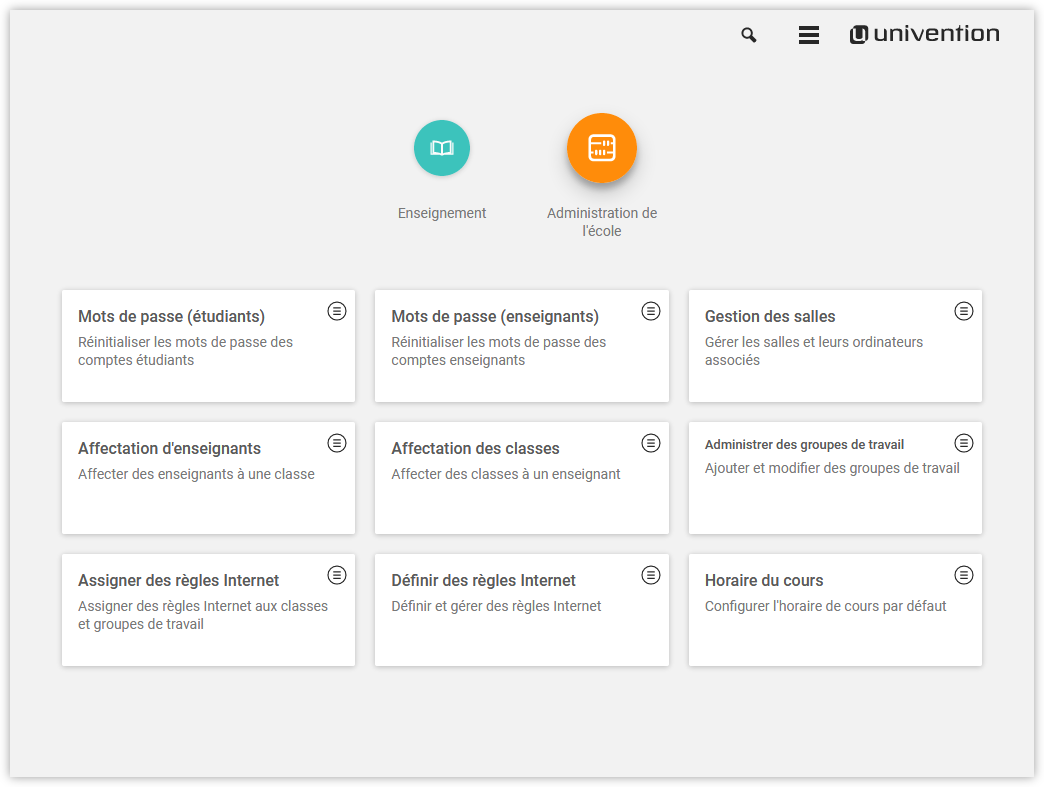 univention
Enseignement
Administration de
l'école
Mots de passe (étudiants)
Réinitialiser les mots de passe des
comptes étudiants
Mots de passe (enseignants)
Réinitialiser les mots de passe des
comptes enseignants
Gestion des salles
Gérer les salles et leurs ordinateurs
associés
Affectation d'enseignants
Affecter des enseignants à une classe
Affectation des classes
Affecter des classes à un enseignant
Administrer des groupes de travail
Ajouter et modifier des groupes de travail
Assigner des règles Internet
Assigner des règles Internet aux classes
et groupes de travail
Définir des règles Internet
Définir et gérer des règles Internet
Horaire du cours
Configurer l'horaire de cours par défaut